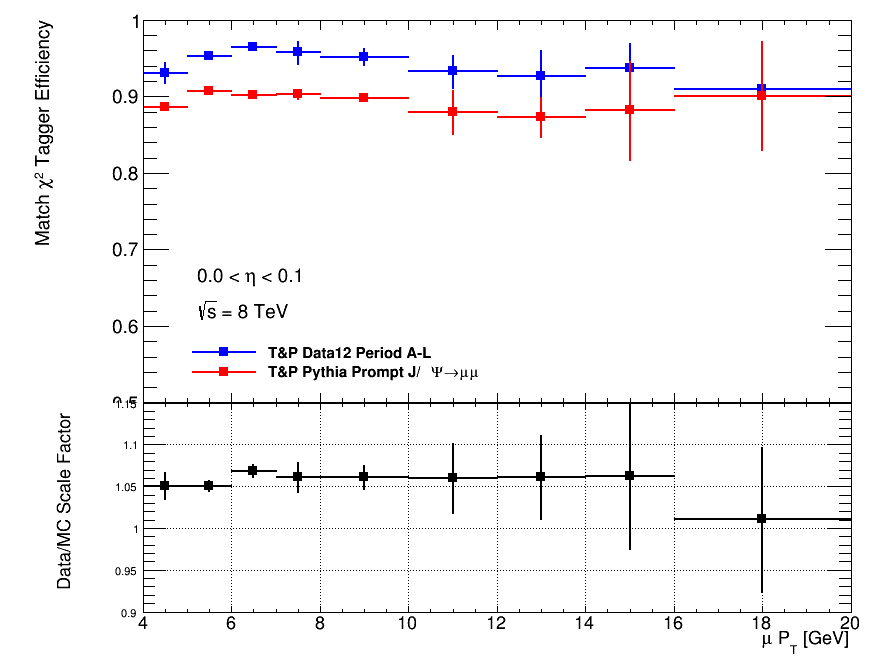 Match χ² Tagger Efficiency
1
0.9
0.8
0.7
0.6
0.5
0.0 < η < 0.1
√s = 8 TeV
T&P Data12 Period A-L
T&P Pythia Prompt J/ Ψ→μμ
Data/MC Scale Factor
1.15
1.1
1.05
1
0.95
0.9
4 6 8 10 12 14 16 18 20
μ P_T [GeV]